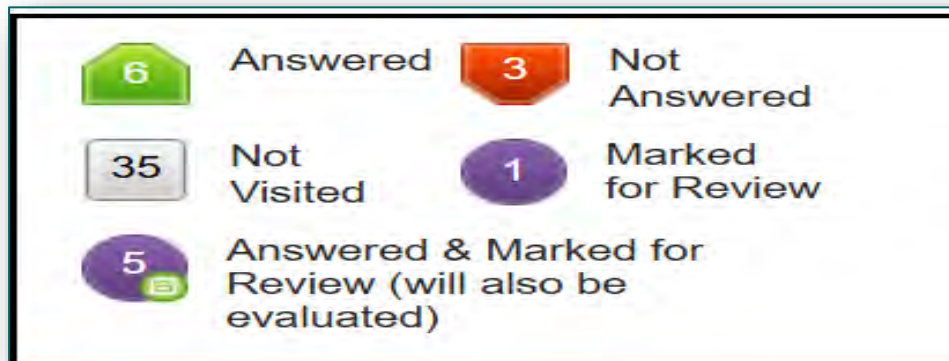 6 Answered 3 Not
Answered
35 Not
Visited 1 Marked
for Review
5 Answered & Marked for
Review (will also be
evaluated)